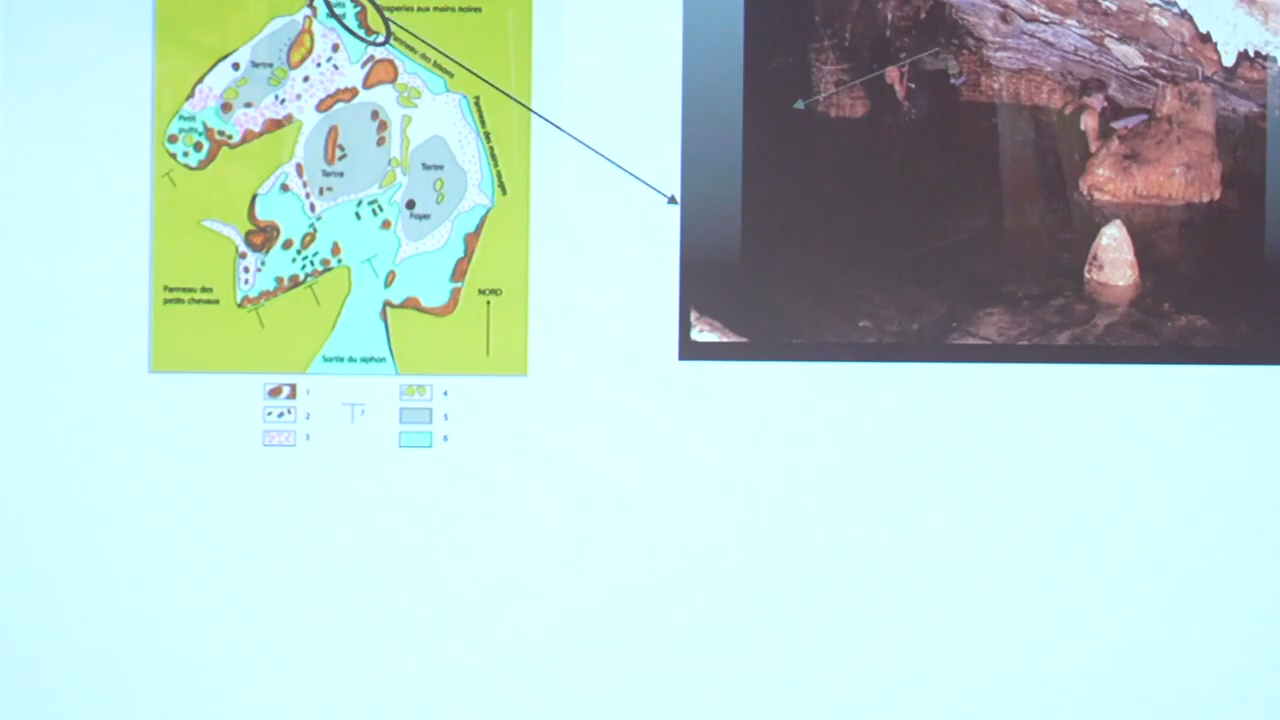 draperies aux mains noires
Panneau des bisons
Tertre
Petit
puits
Panneau des mains rouges
Tertre
Tertre
Foyer
Panneau des
petits chevaux
NORD
Sortie du siphon
1
4
2
7
5
3
6